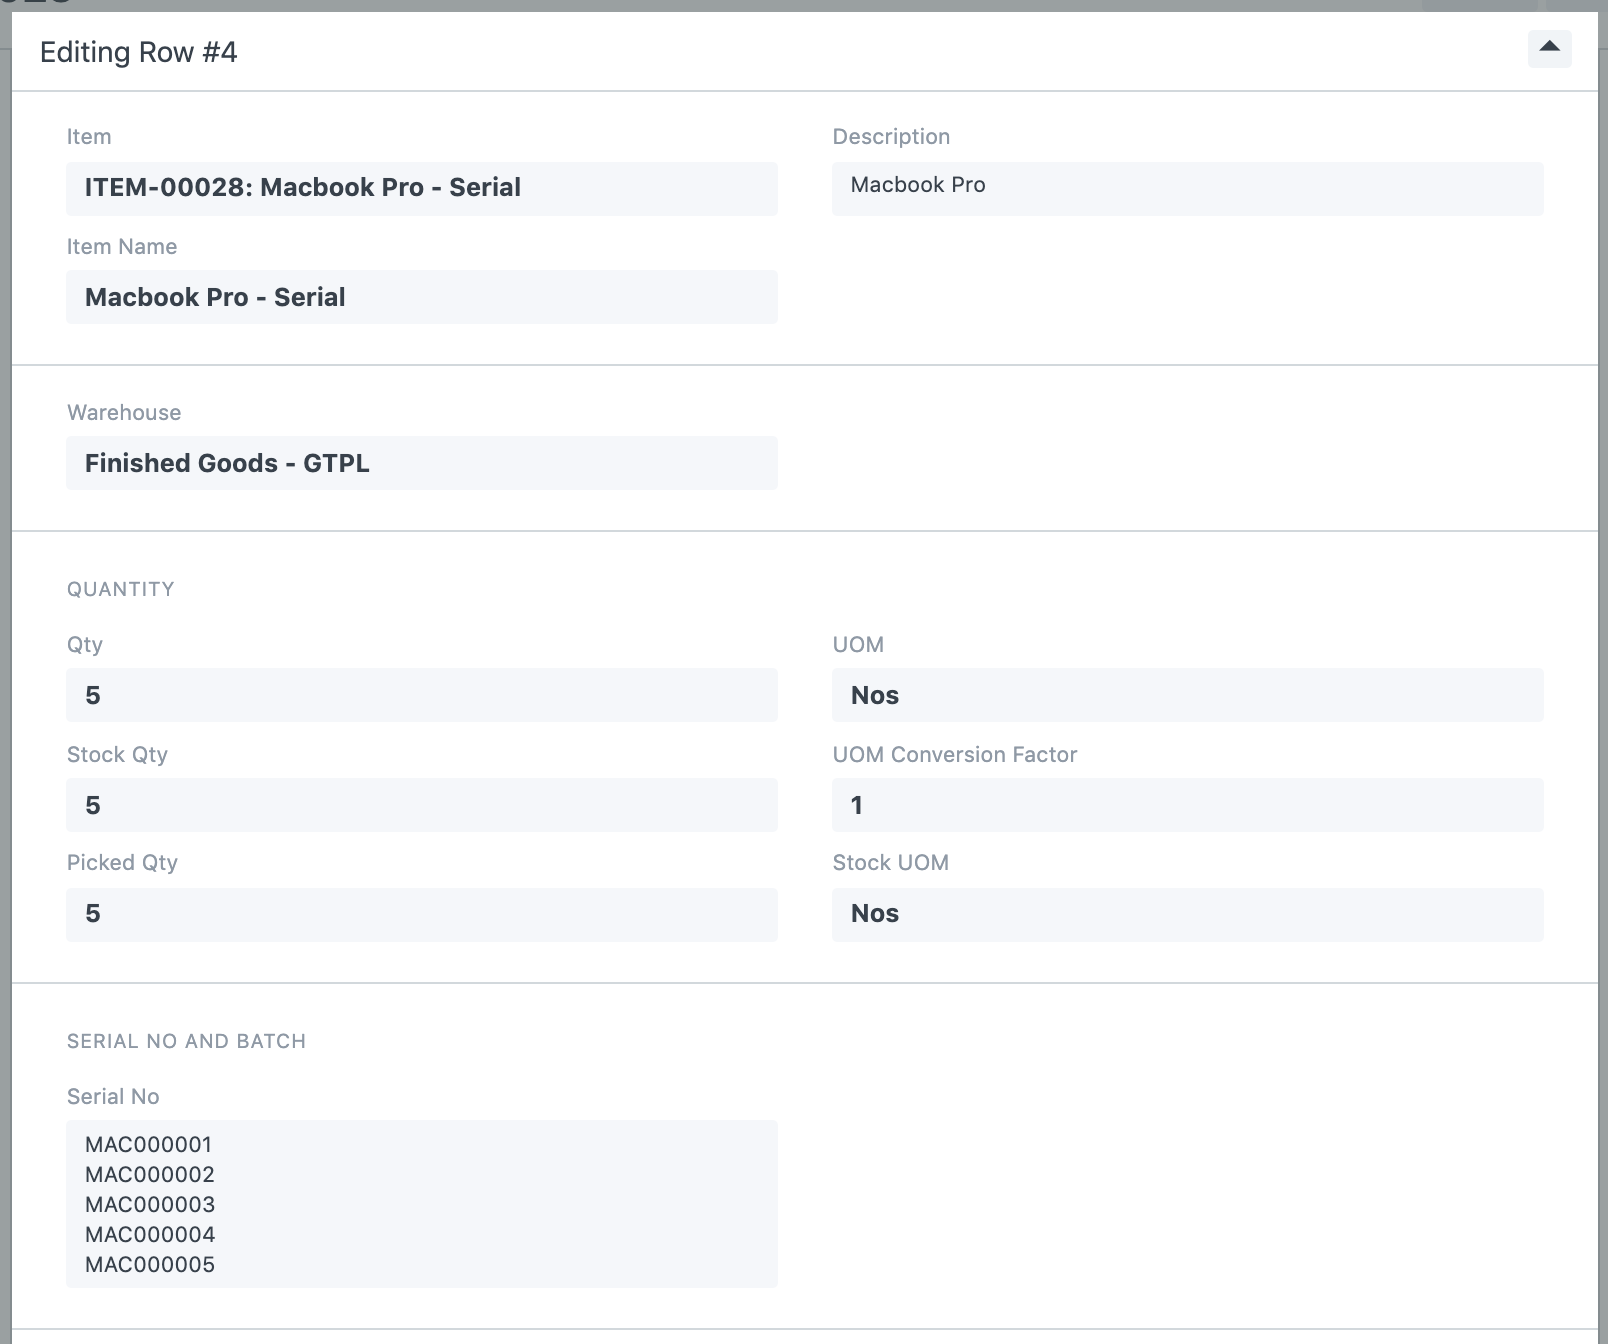 Editing Row #4
Item
ITEM-00028: Macbook Pro - Serial
Description
Macbook Pro
Item Name
Macbook Pro - Serial
Warehouse
Finished Goods - GTPL
QUANTITY
Qty
5
UOM
Nos
Stock Qty
5
UOM Conversion Factor
1
Picked Qty
5
Stock UOM
Nos
SERIAL NO AND BATCH
Serial No
MAC000001
MAC000002
MAC000003
MAC000004
MAC000005